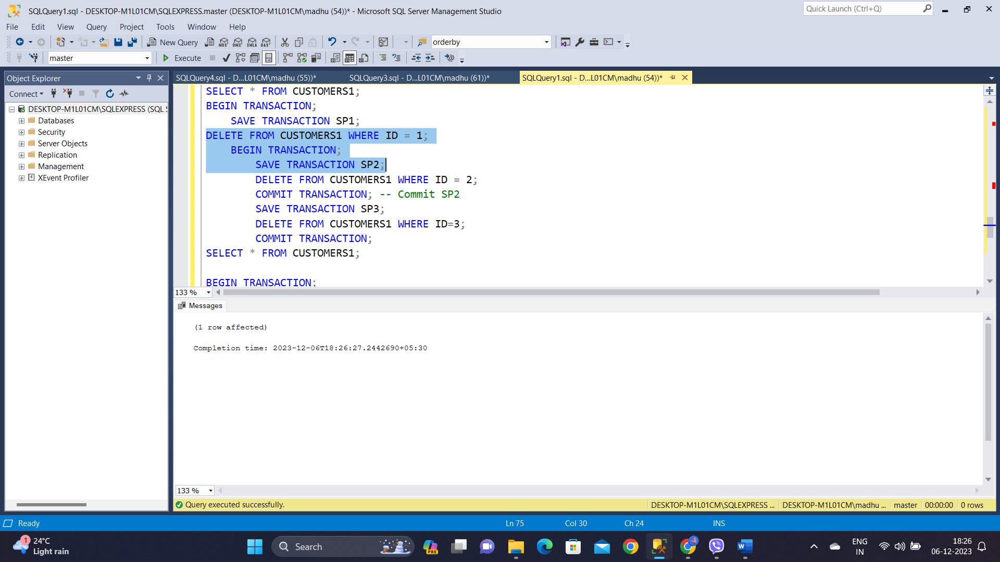 SQLQuery1.sql - DESKTOP-M1L01CM\SQLEXPRESS.master (DESKTOP-M1L01CM\madhu (54))* - Microsoft SQL Server Management Studio
Quick Launch (Ctrl+Q)
File Edit View Query Project Tools Window Help
New Query MDX DMX XMLA DAX orderby
master Execute
Object Explorer
Connect
DESKTOP-M1L01CM\SQLEXPRESS (SQL S
Databases
Security
Server Objects
Replication
Management
XEvent Profiler
SQLQuery4.sql - D...L01CM\madhu (55))* SQLQuery3.sql - D...L01CM\madhu (61))* SQLQuery1.sql - D...L01CM\madhu (54))*
SELECT * FROM CUSTOMERS1;
BEGIN TRANSACTION;
SAVE TRANSACTION SP1;
DELETE FROM CUSTOMERS1 WHERE ID = 1;
BEGIN TRANSACTION;
SAVE TRANSACTION SP2;
DELETE FROM CUSTOMERS1 WHERE ID = 2;
COMMIT TRANSACTION; -- Commit SP2
SAVE TRANSACTION SP3;
DELETE FROM CUSTOMERS1 WHERE ID=3;
COMMIT TRANSACTION;
SELECT * FROM CUSTOMERS1;
BEGIN TRANSACTION;
133 %
Messages
(1 row affected)
Completion time: 2023-12-06T18:26:27.2442690+05:30
133 %
Query executed successfully. DESKTOP-M1L01CM\SQLEXPRESS ... DESKTOP-M1L01CM\madhu ... master 00:00:00 0 rows
Ready Ln 75 Col 30 Ch 24 INS
1 24°C
Light rain
Search
PRE
ENG
IN
18:26
06-12-2023